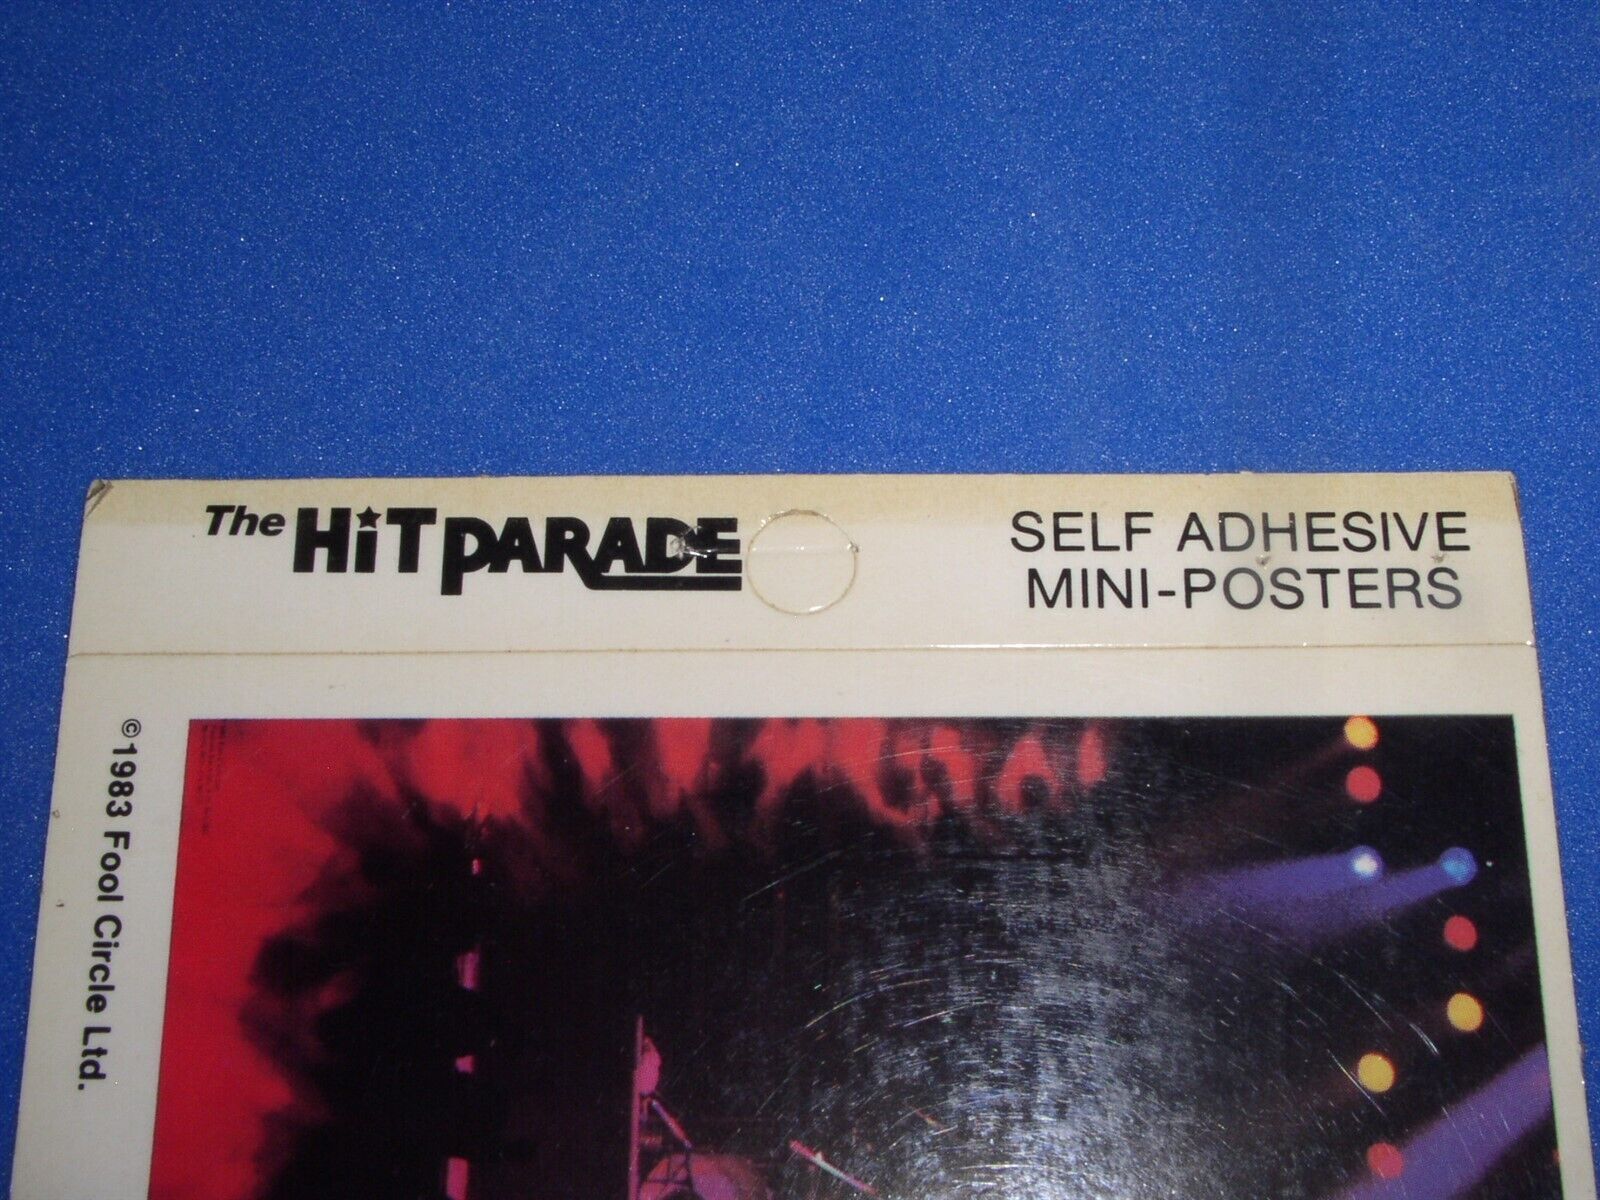 The HiT PARADE
SELF ADHESIVE
MINI-POSTERS
©1983 Fool Circle Ltd.